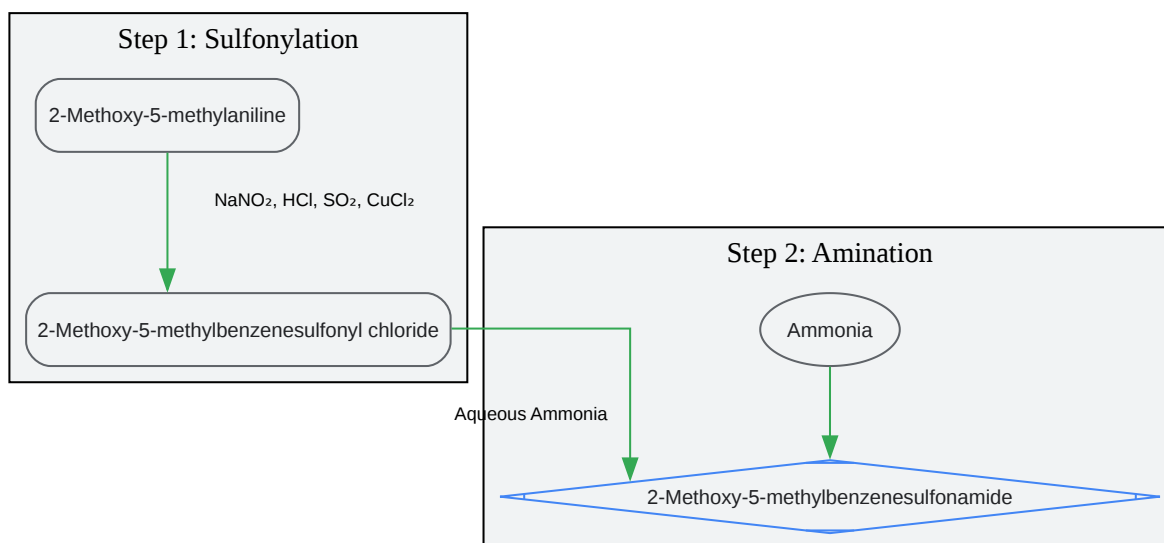 Step 1: Sulfonylation
2-Methoxy-5-methylaniline
NaNO₂, HCl, SO₂, CuCl₂
2-Methoxy-5-methylbenzenesulfonyl chloride
Step 2: Amination
Ammonia
Aqueous Ammonia
2-Methoxy-5-methylbenzenesulfonamide